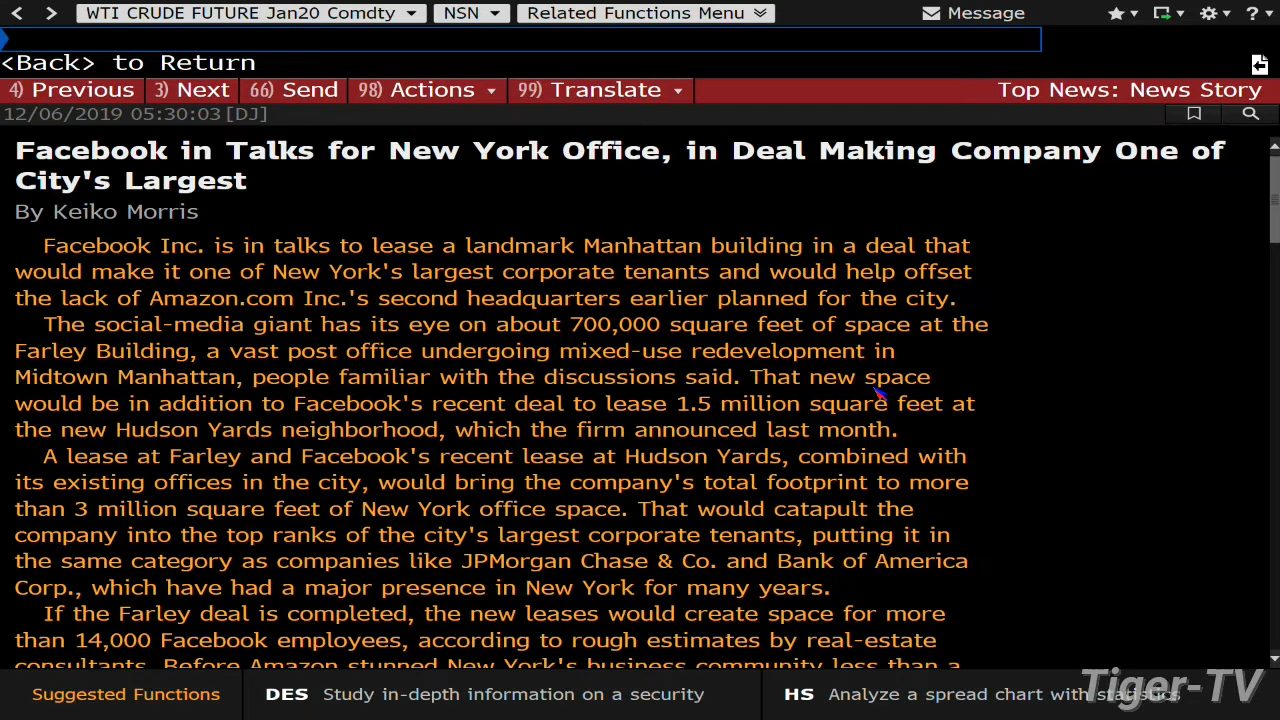 WTI CRUDE FUTURE Jan20 Comdty NSN Related Functions Menu Message ?
<Back> to Return
4) Previous 3) Next 66) Send 98) Actions 99) Translate Top News: News Story
12/06/2019 05:30:03[DJ]
Facebook in Talks for New York Office, in Deal Making Company One of
City's Largest
By Keiko Morris
Facebook Inc. is in talks to lease a landmark Manhattan building in a deal that
would make it one of New York's largest corporate tenants and would help offset
the lack of Amazon.com Inc.'s second headquarters earlier planned for the city.
The social-media giant has its eye on about 700,000 square feet of space at the
Farley Building, a vast post office undergoing mixed-use redevelopment in
Midtown Manhattan, people familiar with the discussions said. That new space
would be in addition to Facebook's recent deal to lease 1.5 million square feet at
the new Hudson Yards neighborhood, which the firm announced last month.
A lease at Farley and Facebook's recent lease at Hudson Yards, combined with
its existing offices in the city, would bring the company's total footprint to more
than 3 million square feet of New York office space. That would catapult the
company into the top ranks of the city's largest corporate tenants, putting it in
the same category as companies like JPMorgan Chase & Co. and Bank of America
Corp., which have had a major presence in New York for many years.
If the Farley deal is completed, the new leases would create space for more
than 14,000 Facebook employees, according to rough estimates by real-estate
consultants. Before Amazon stunned New York's business community less than a
Suggested Functions DES Study in-depth information on a security HS Analyze a spread chart with statistics
Tiger-TV